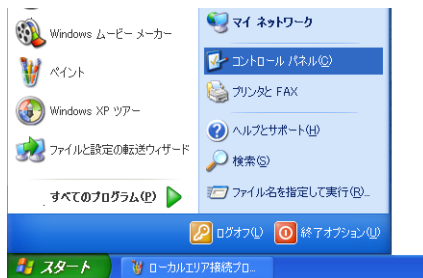 Windows ムービー メーカー
ペイント
Windows XP ツアー
ファイルと設定の転送ウィザード
すべてのプログラム(P)
マイ ネットワーク
コントロール パネル(C)
プリンタと FAX
ヘルプとサポート(H)
検索(S)
ファイル名を指定して実行(R)...
ログオフ(L)
終了オプション(U)
スタート
ローカルエリア接続プロ...